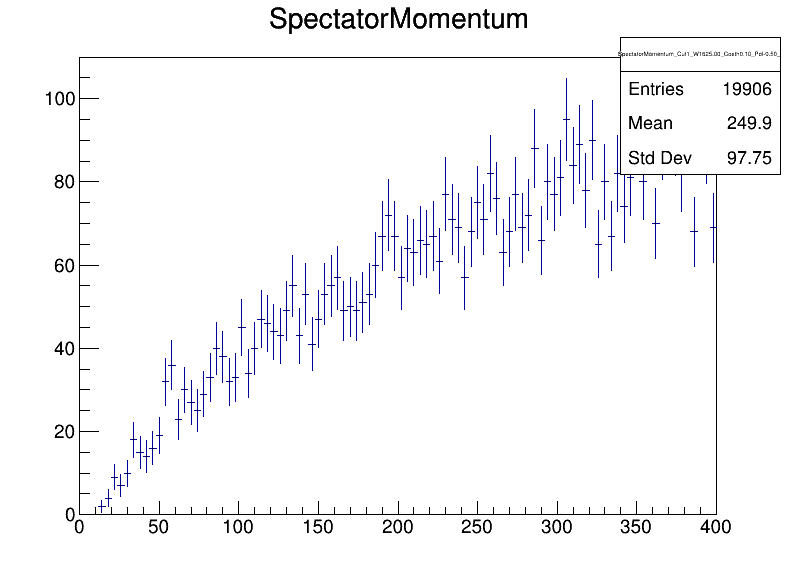 SpectatorMomentum
SpectatorMomentum_Cut1_W1625.00_Costh0.10_Pol-0.50_
Entries 19906
Mean 249.9
Std Dev 97.75
100
80
60
40
20
0
0 50 100 150 200 250 300 350 400